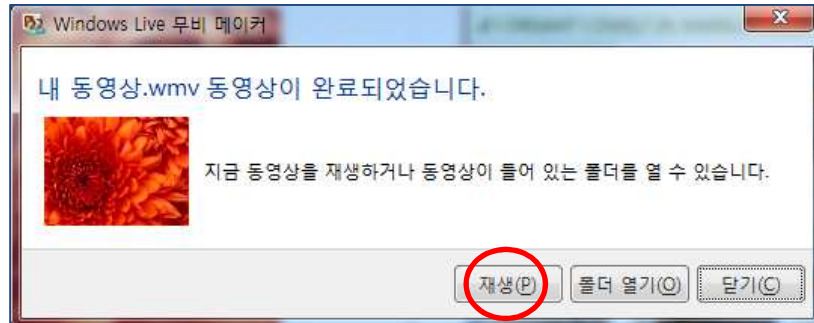 Windows Live 무비 메이커
내 동영상.wmv 동영상이 완료되었습니다.
지금 동영상을 재생하거나 동영상이 들어 있는 폴더를 열 수 있습니다.
재생(P) 폴더 열기(O) 닫기(C)